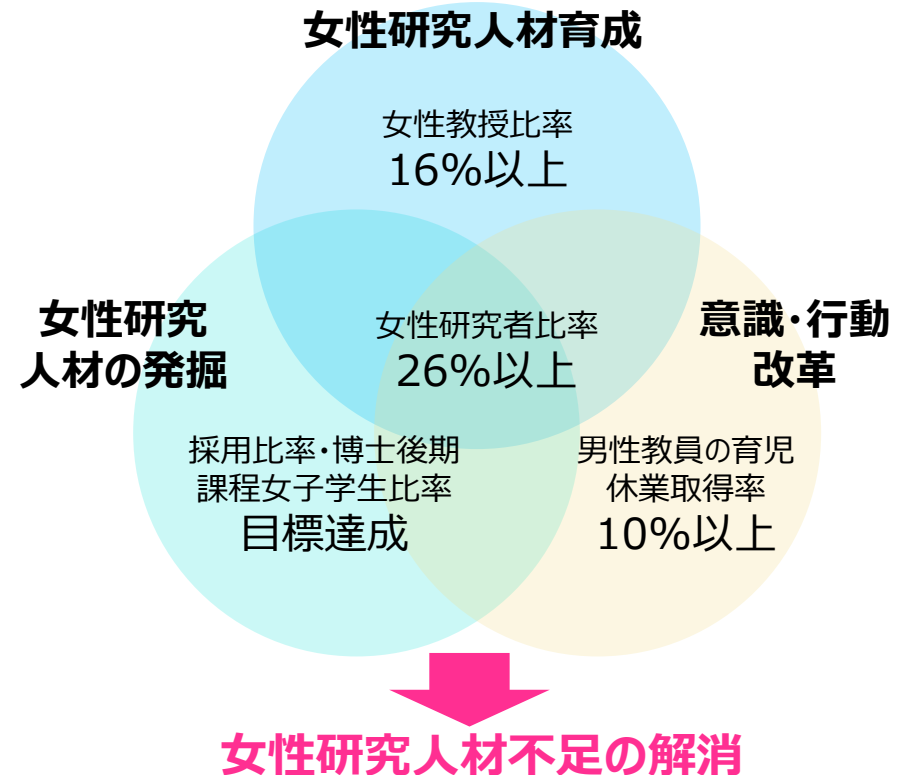 女性研究人材育成
女性教授比率
16%以上
女性研究
人材の発掘
女性研究者比率
26%以上
意識・行動
改革
採用比率・博士後期
課程女子学生比率
目標達成
男性教員の育児
休業取得率
10%以上
女性研究人材不足の解消